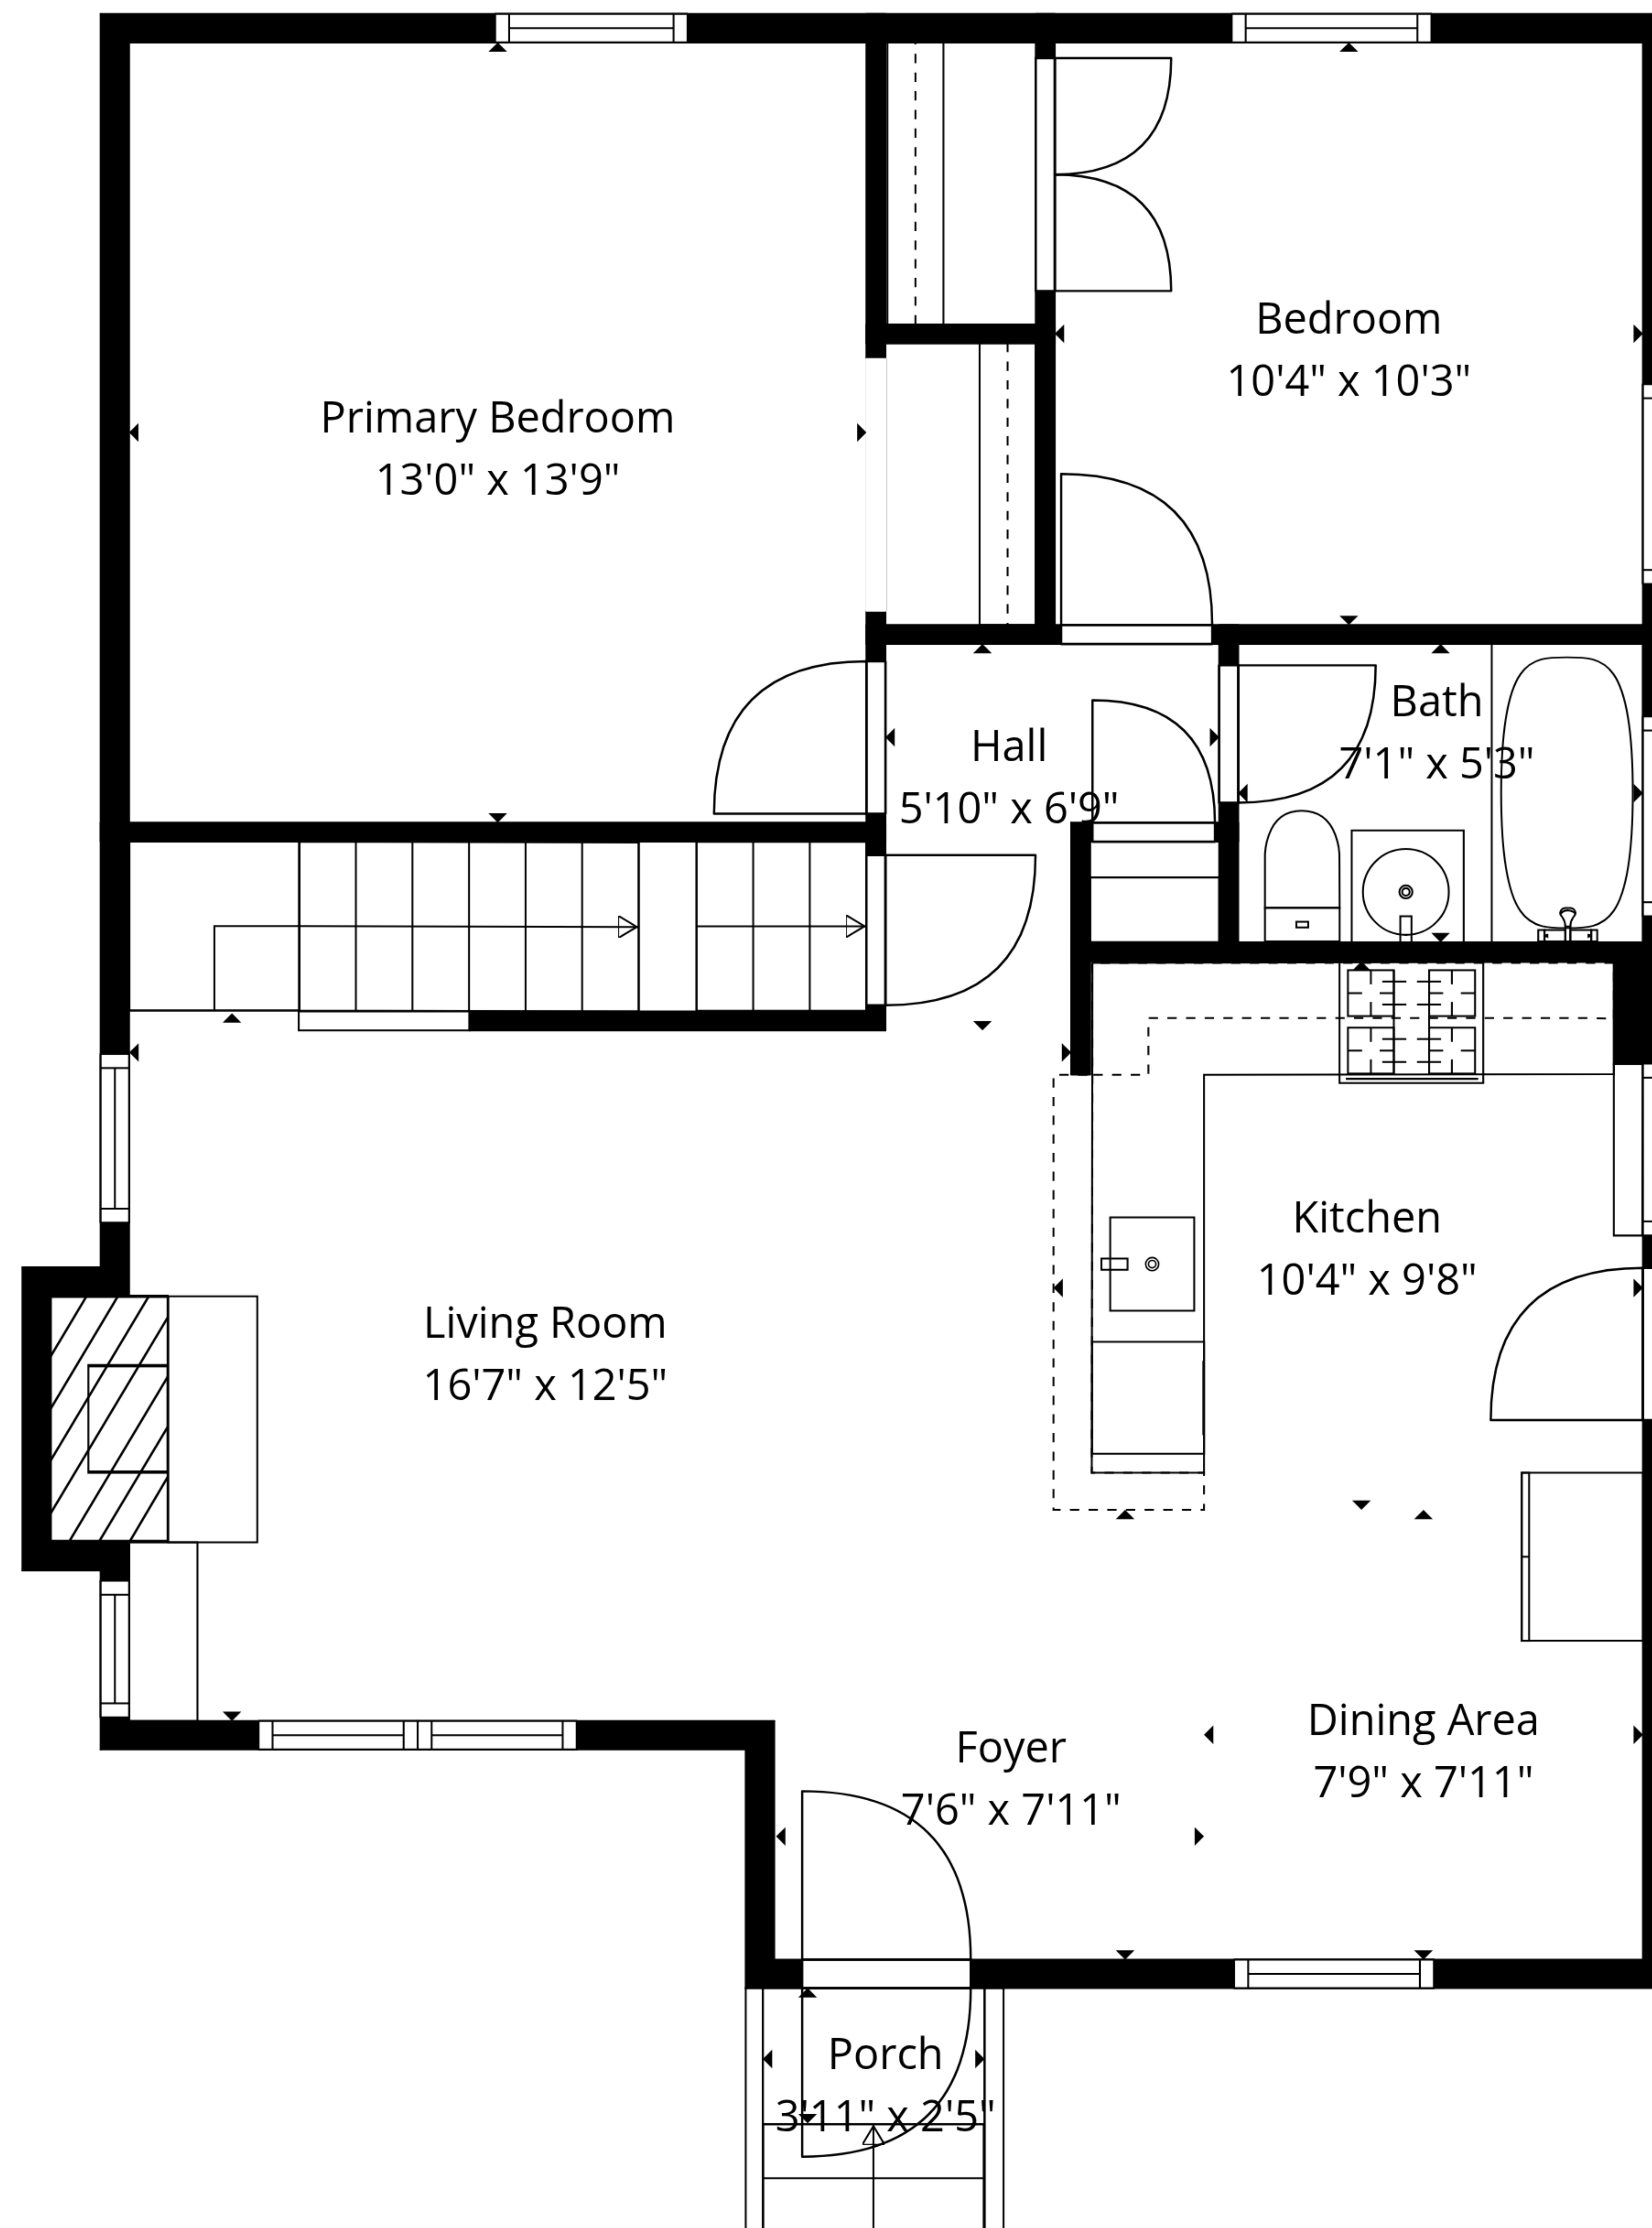 Bedroom
10'4" x 10'3"
Primary Bedroom
13'0" x 13'9"
Bath
7'1" x 5'3"
Hall
5'10" x 6'9"
Kitchen
10'4" x 9'8"
Living Room
16'7" x 12'5"
Dining Area
7'9" x 7'11"
Foyer
7'6" x 7'11"
Porch
3'11" x 2'5"